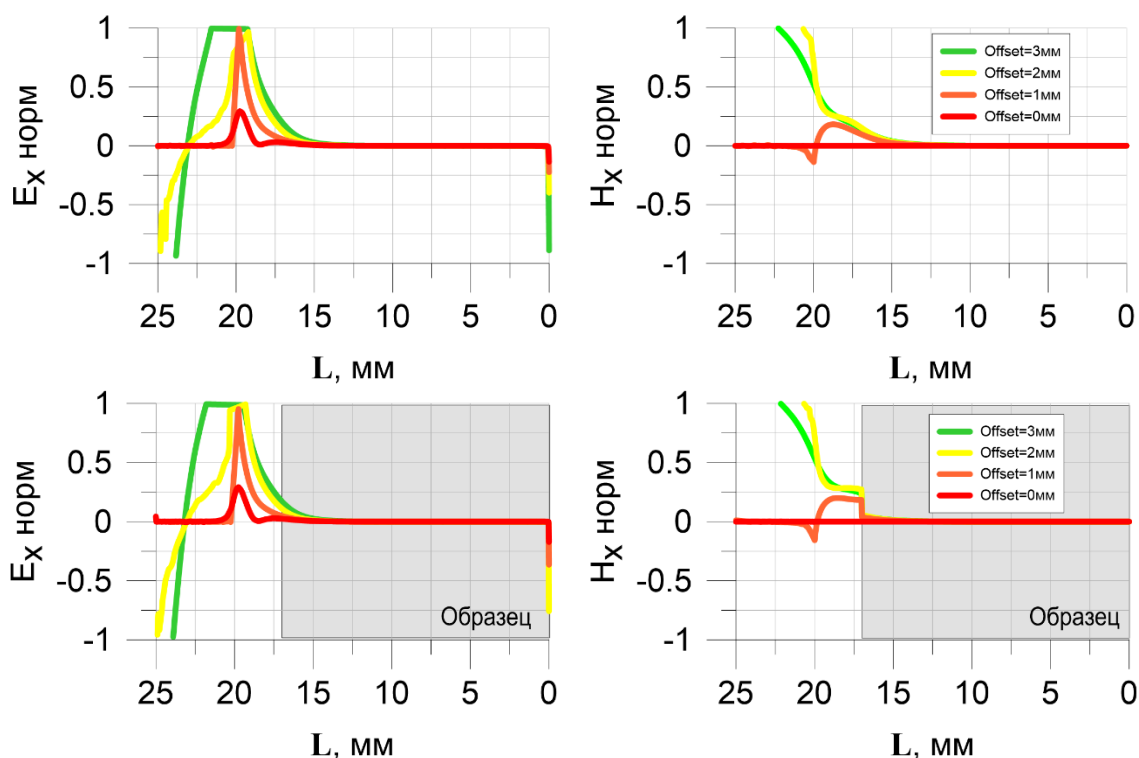 1
0.5
0
-0.5
-1
Eₓ норм
25 20 15 10 5 0
L, мм
1
0.5
0
-0.5
-1
Hₓ норм
Offset=3мм
Offset=2мм
Offset=1мм
Offset=0мм
25 20 15 10 5 0
L, мм
1
0.5
0
-0.5
-1
Eₓ норм
Образец
25 20 15 10 5 0
L, мм
1
0.5
0
-0.5
-1
Hₓ норм
Offset=3мм
Offset=2мм
Offset=1мм
Offset=0мм
Образец
25 20 15 10 5 0
L, мм